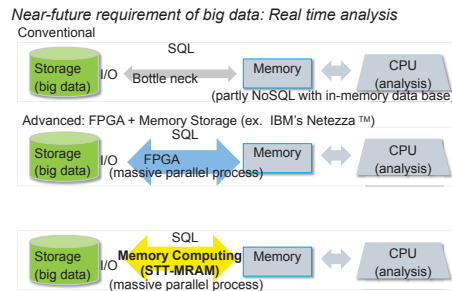 Near-future requirement of big data: Real time analysis
Conventional
SQL
Storage
(big data)
I/O
Bottle neck
Memory
CPU
(analysis)
(partly NoSQL with in-memory data base)
Advanced: FPGA + Memory Storage (ex. IBM's Netezza ™)
SQL
Storage
(big data)
I/O
FPGA
(massive parallel process)
Memory
CPU
(analysis)
SQL
Storage
(big data)
I/O
Memory Computing
(STT-MRAM)
(massive parallel process)
Memory
CPU
(analysis)